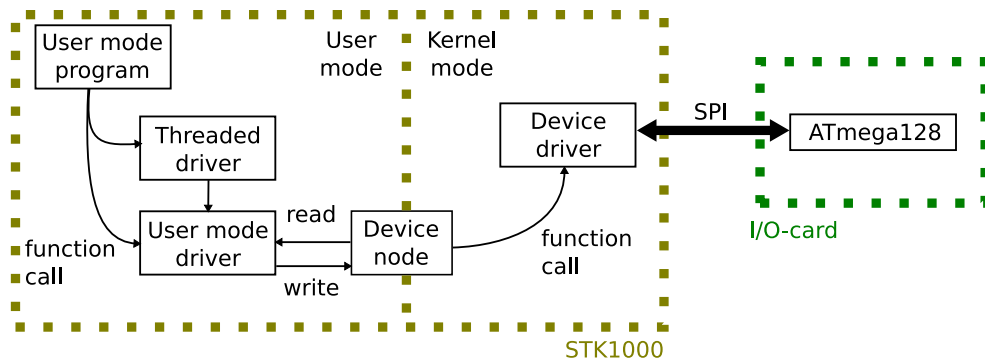 User mode
program
User
mode
Kernel
mode
Threaded
driver
Device
driver
SPI
ATmega128
User mode
driver
read
write
Device
node
function
call
function
call
I/O-card
STK1000